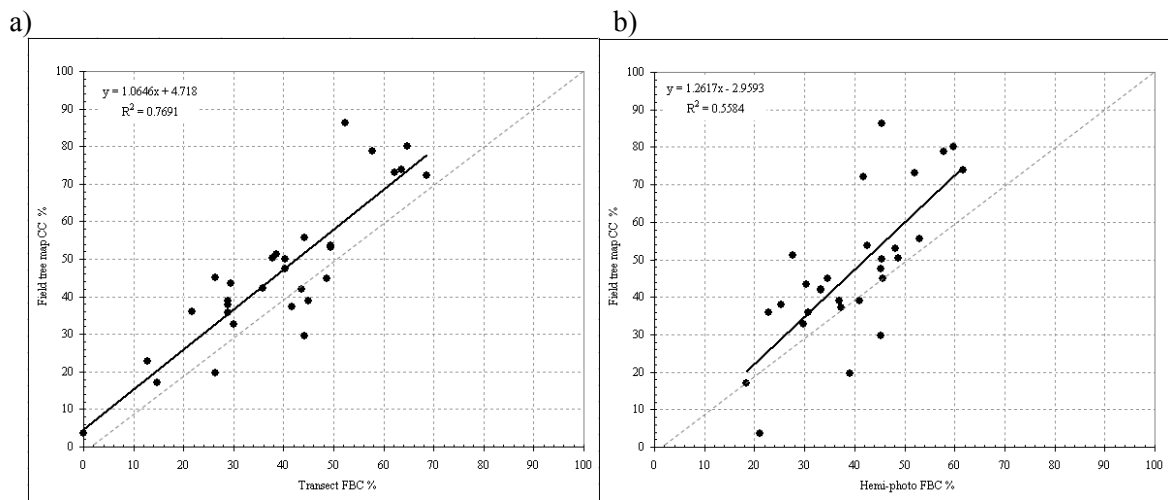 a)
b)
y = 1.0646x + 4.718
R² = 0.7691
100
90
80
70
60
50
40
30
20
10
0
0 10 20 30 40 50 60 70 80 90 100
Field tree map CC %
Transect FBC %
y = 1.2617x - 2.9593
R² = 0.5584
100
90
80
70
60
50
40
30
20
10
0
0 10 20 30 40 50 60 70 80 90 100
Field tree map CC %
Hemi-photo FBC %